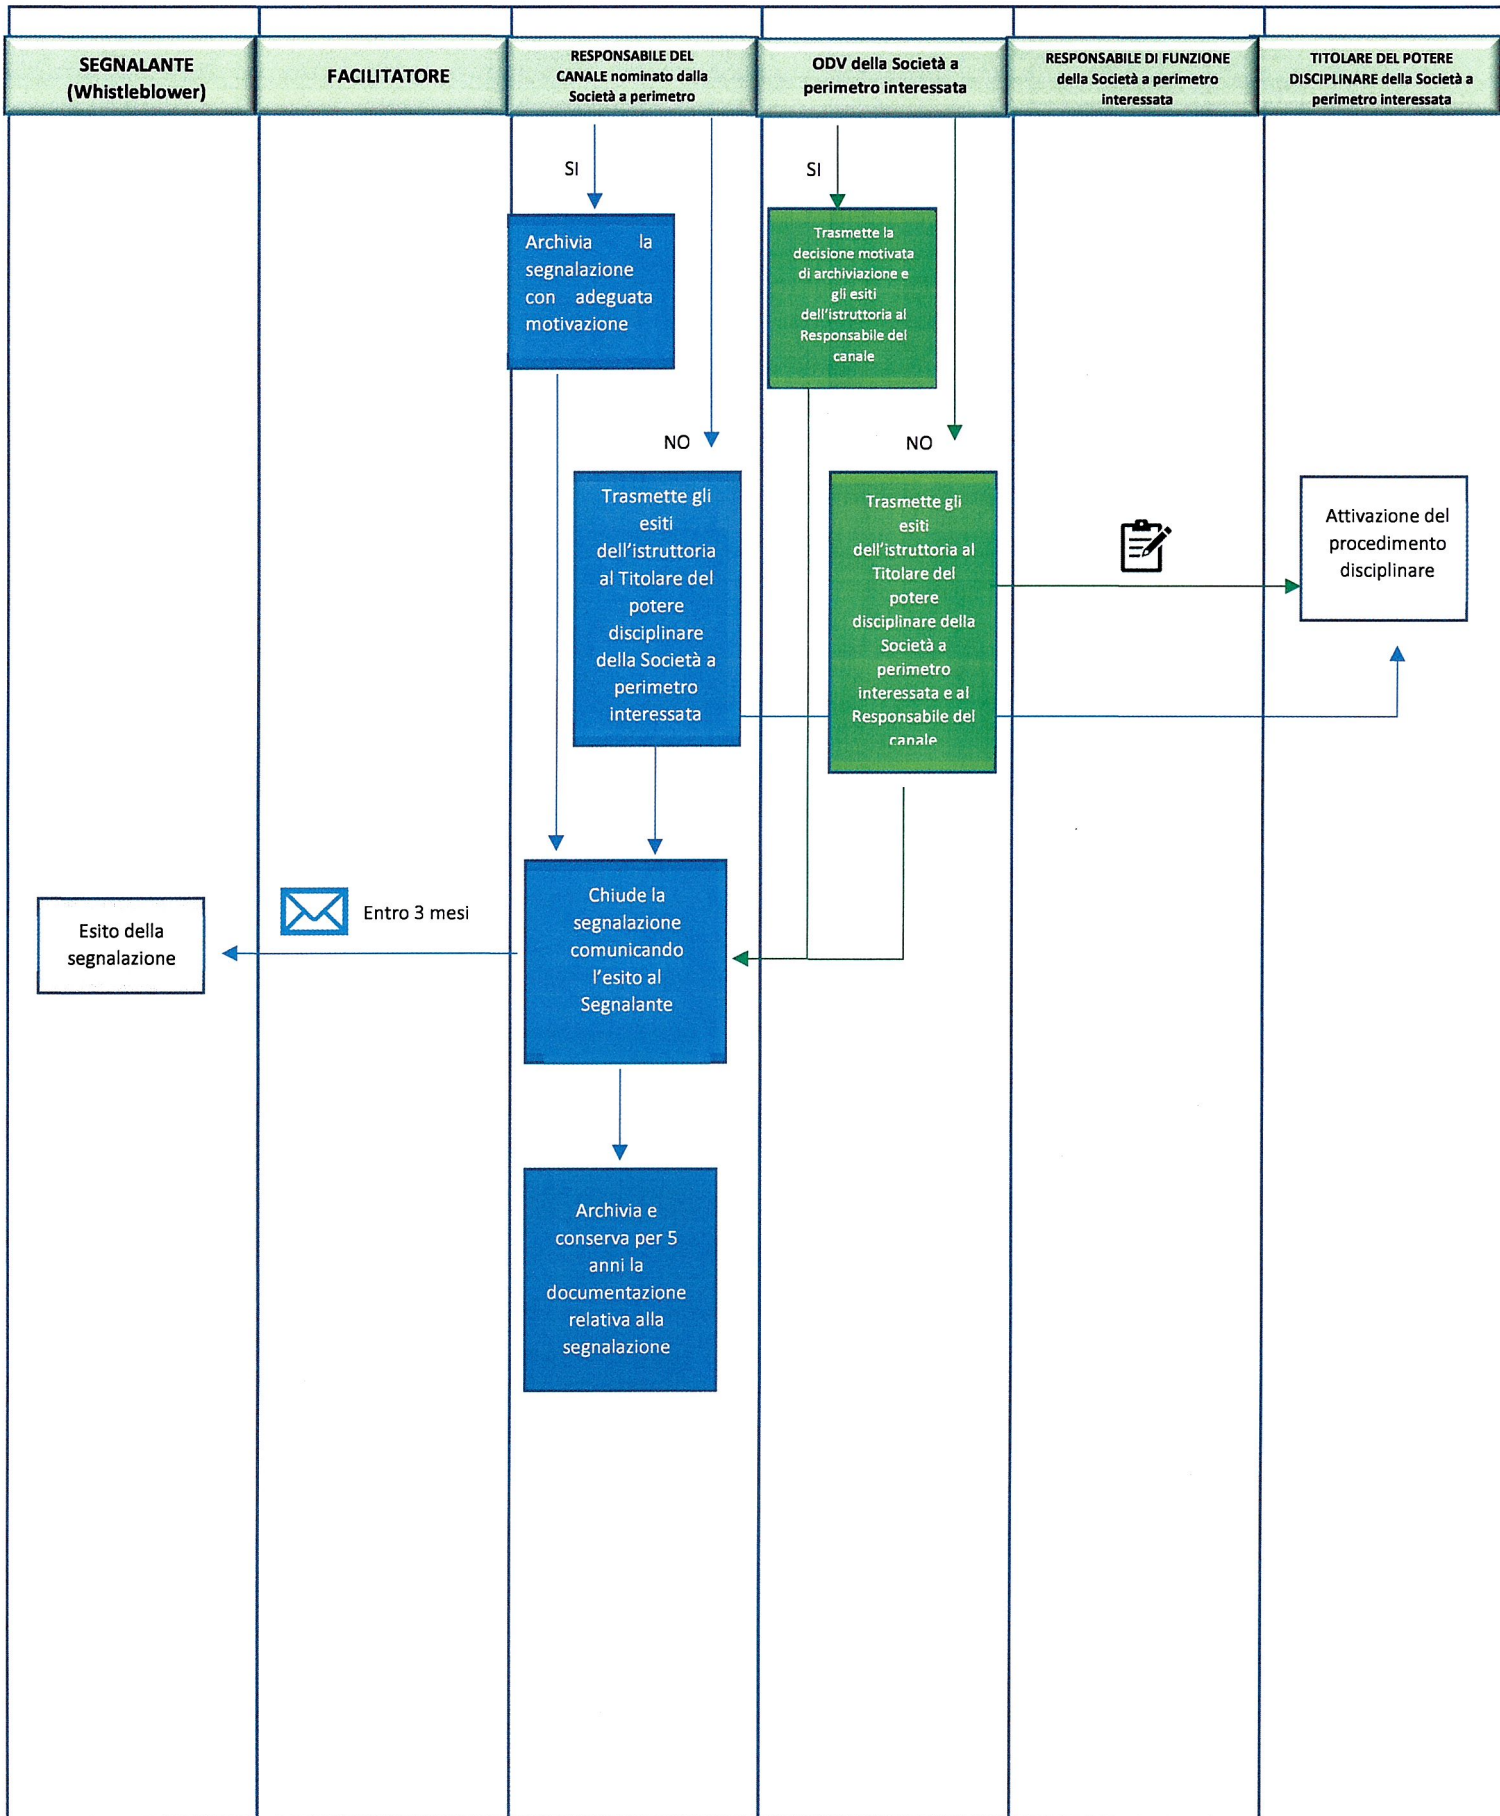 SEGNALANTE
(Whistleblower)
FACILITATORE
RESPONSABILE DEL
CANALE nominato dalla
Società a perimetro
ODV della Società a
perimetro interessata
RESPONSABILE DI FUNZIONE
della Società a perimetro
interessata
TITOLARE DEL POTERE
DISCIPLINARE della Società a
perimetro interessata
SI
SI
Archivia la
segnalazione
con adeguata
motivazione
Trasmette la
decisione motivata
di archiviazione e
gli esiti
dell'istruttoria al
Responsabile del
canale
NO
NO
Trasmette gli
esiti
dell'istruttoria
al Titolare del
potere
disciplinare
della Società a
perimetro
interessata
Trasmette gli
esiti
dell'istruttoria al
Titolare del
potere
disciplinare della
Società a
perimetro
interessata e al
Responsabile del
canale
Attivazione del
procedimento
disciplinare
Esito della
segnalazione
Entro 3 mesi
Chiude la
segnalazione
comunicando
l'esito al
Segnalante
Archivia e
conserva per 5
anni la
documentazione
relativa alla
segnalazione